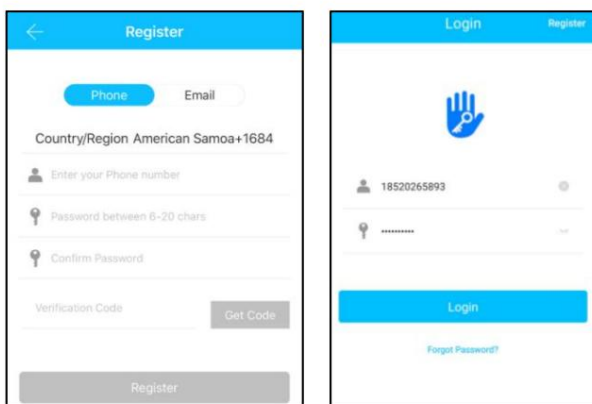 Register
Phone
Email
Country/Region American Samoa+1684
Enter your Phone number
Password between 6-20 chars
Confirm Password
Verification Code
Get Code
Register
Login
Register
18520265893
••••••••••
Login
Forgot Password?